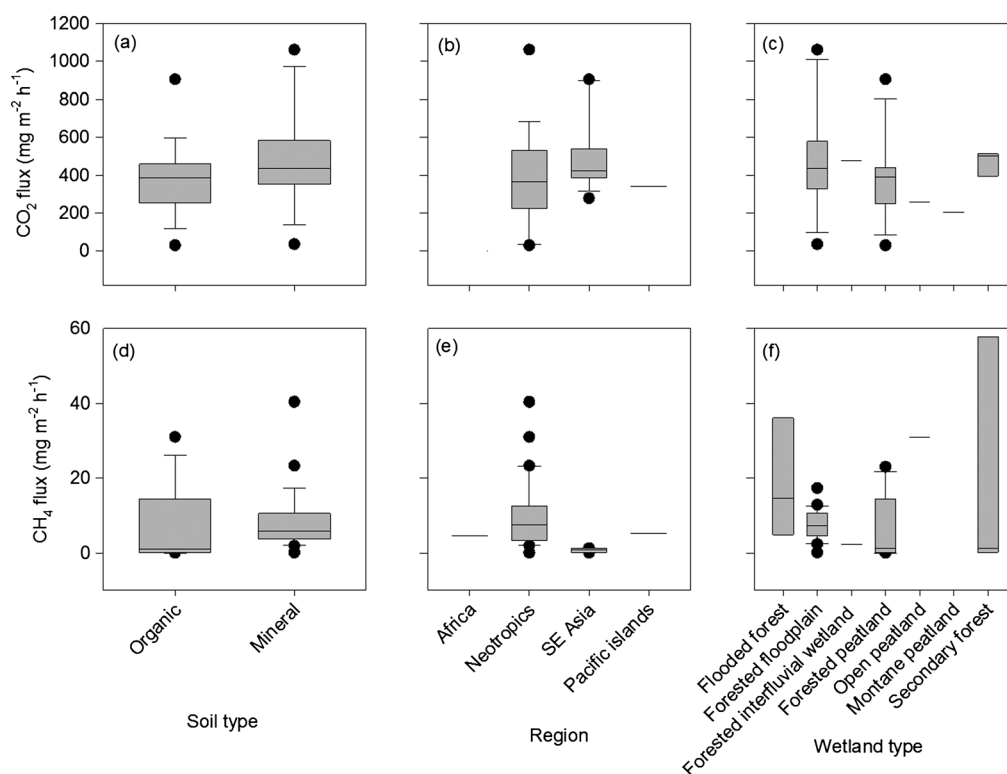 (a)
(b)
(c)
CO₂ flux (mg m⁻² h⁻¹)
1200
1000
800
600
400
200
0
(d)
(e)
(f)
CH₄ flux (mg m⁻² h⁻¹)
60
40
20
0
Organic
Mineral
Soil type
Africa
Neotropics
SE Asia
Pacific islands
Region
Flooded forest
Forested floodplain
Forested interfluvial wetland
Forested peatland
Open peatland
Montane peatland
Secondary forest
Wetland type